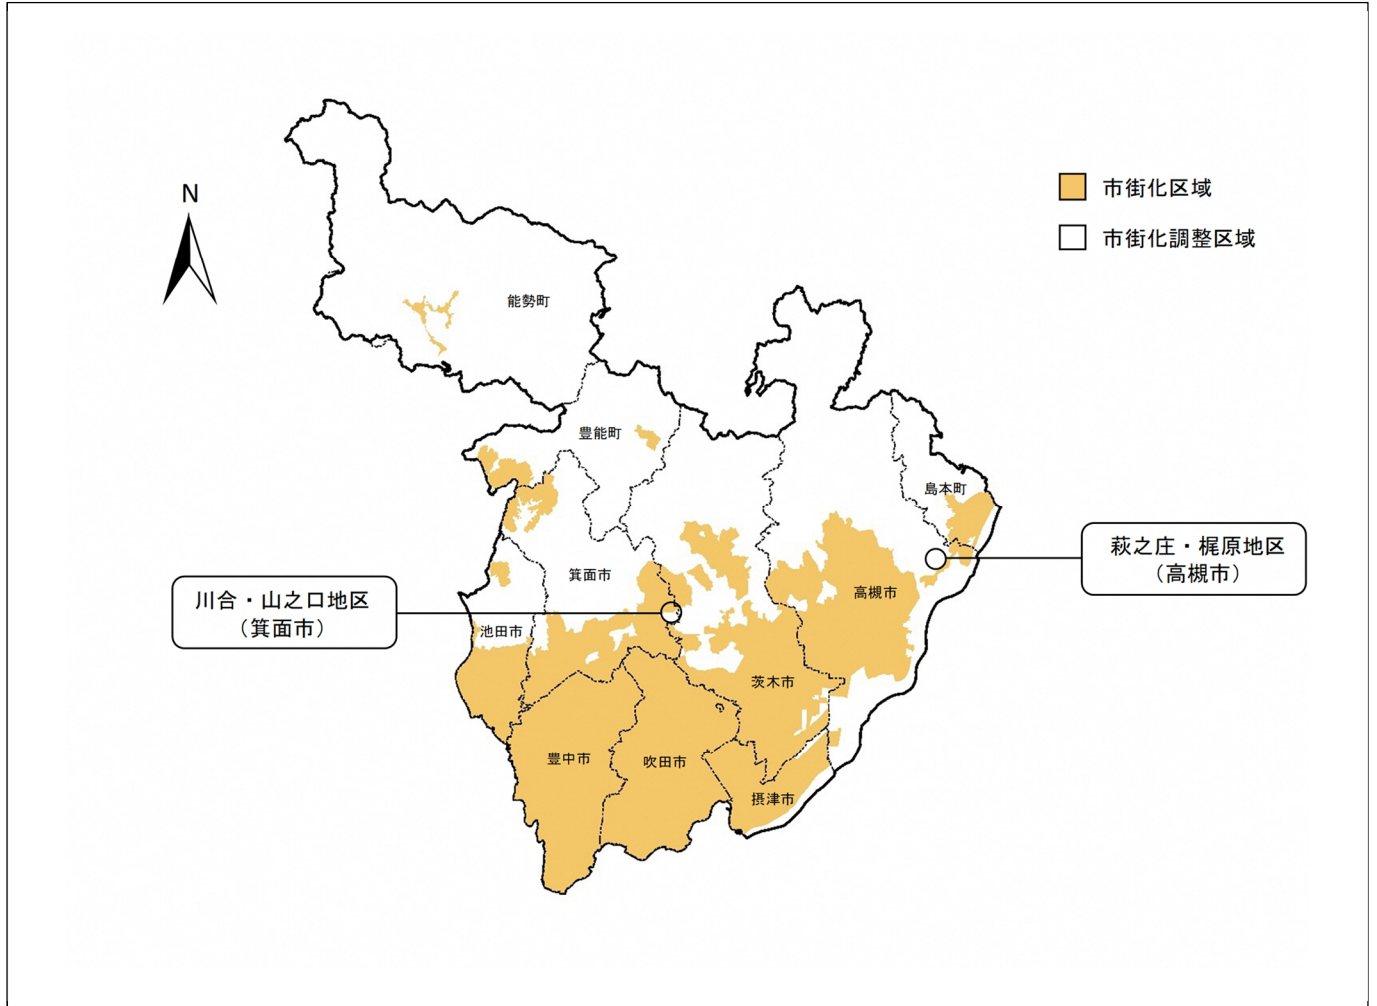 N
市街化区域
市街化調整区域
能勢町
豊能町
島本町
萩之庄・梶原地区
（高槻市）
箕面市
高槻市
川合・山之口地区
（箕面市）
池田市
茨木市
豊中市
吹田市
摂津市